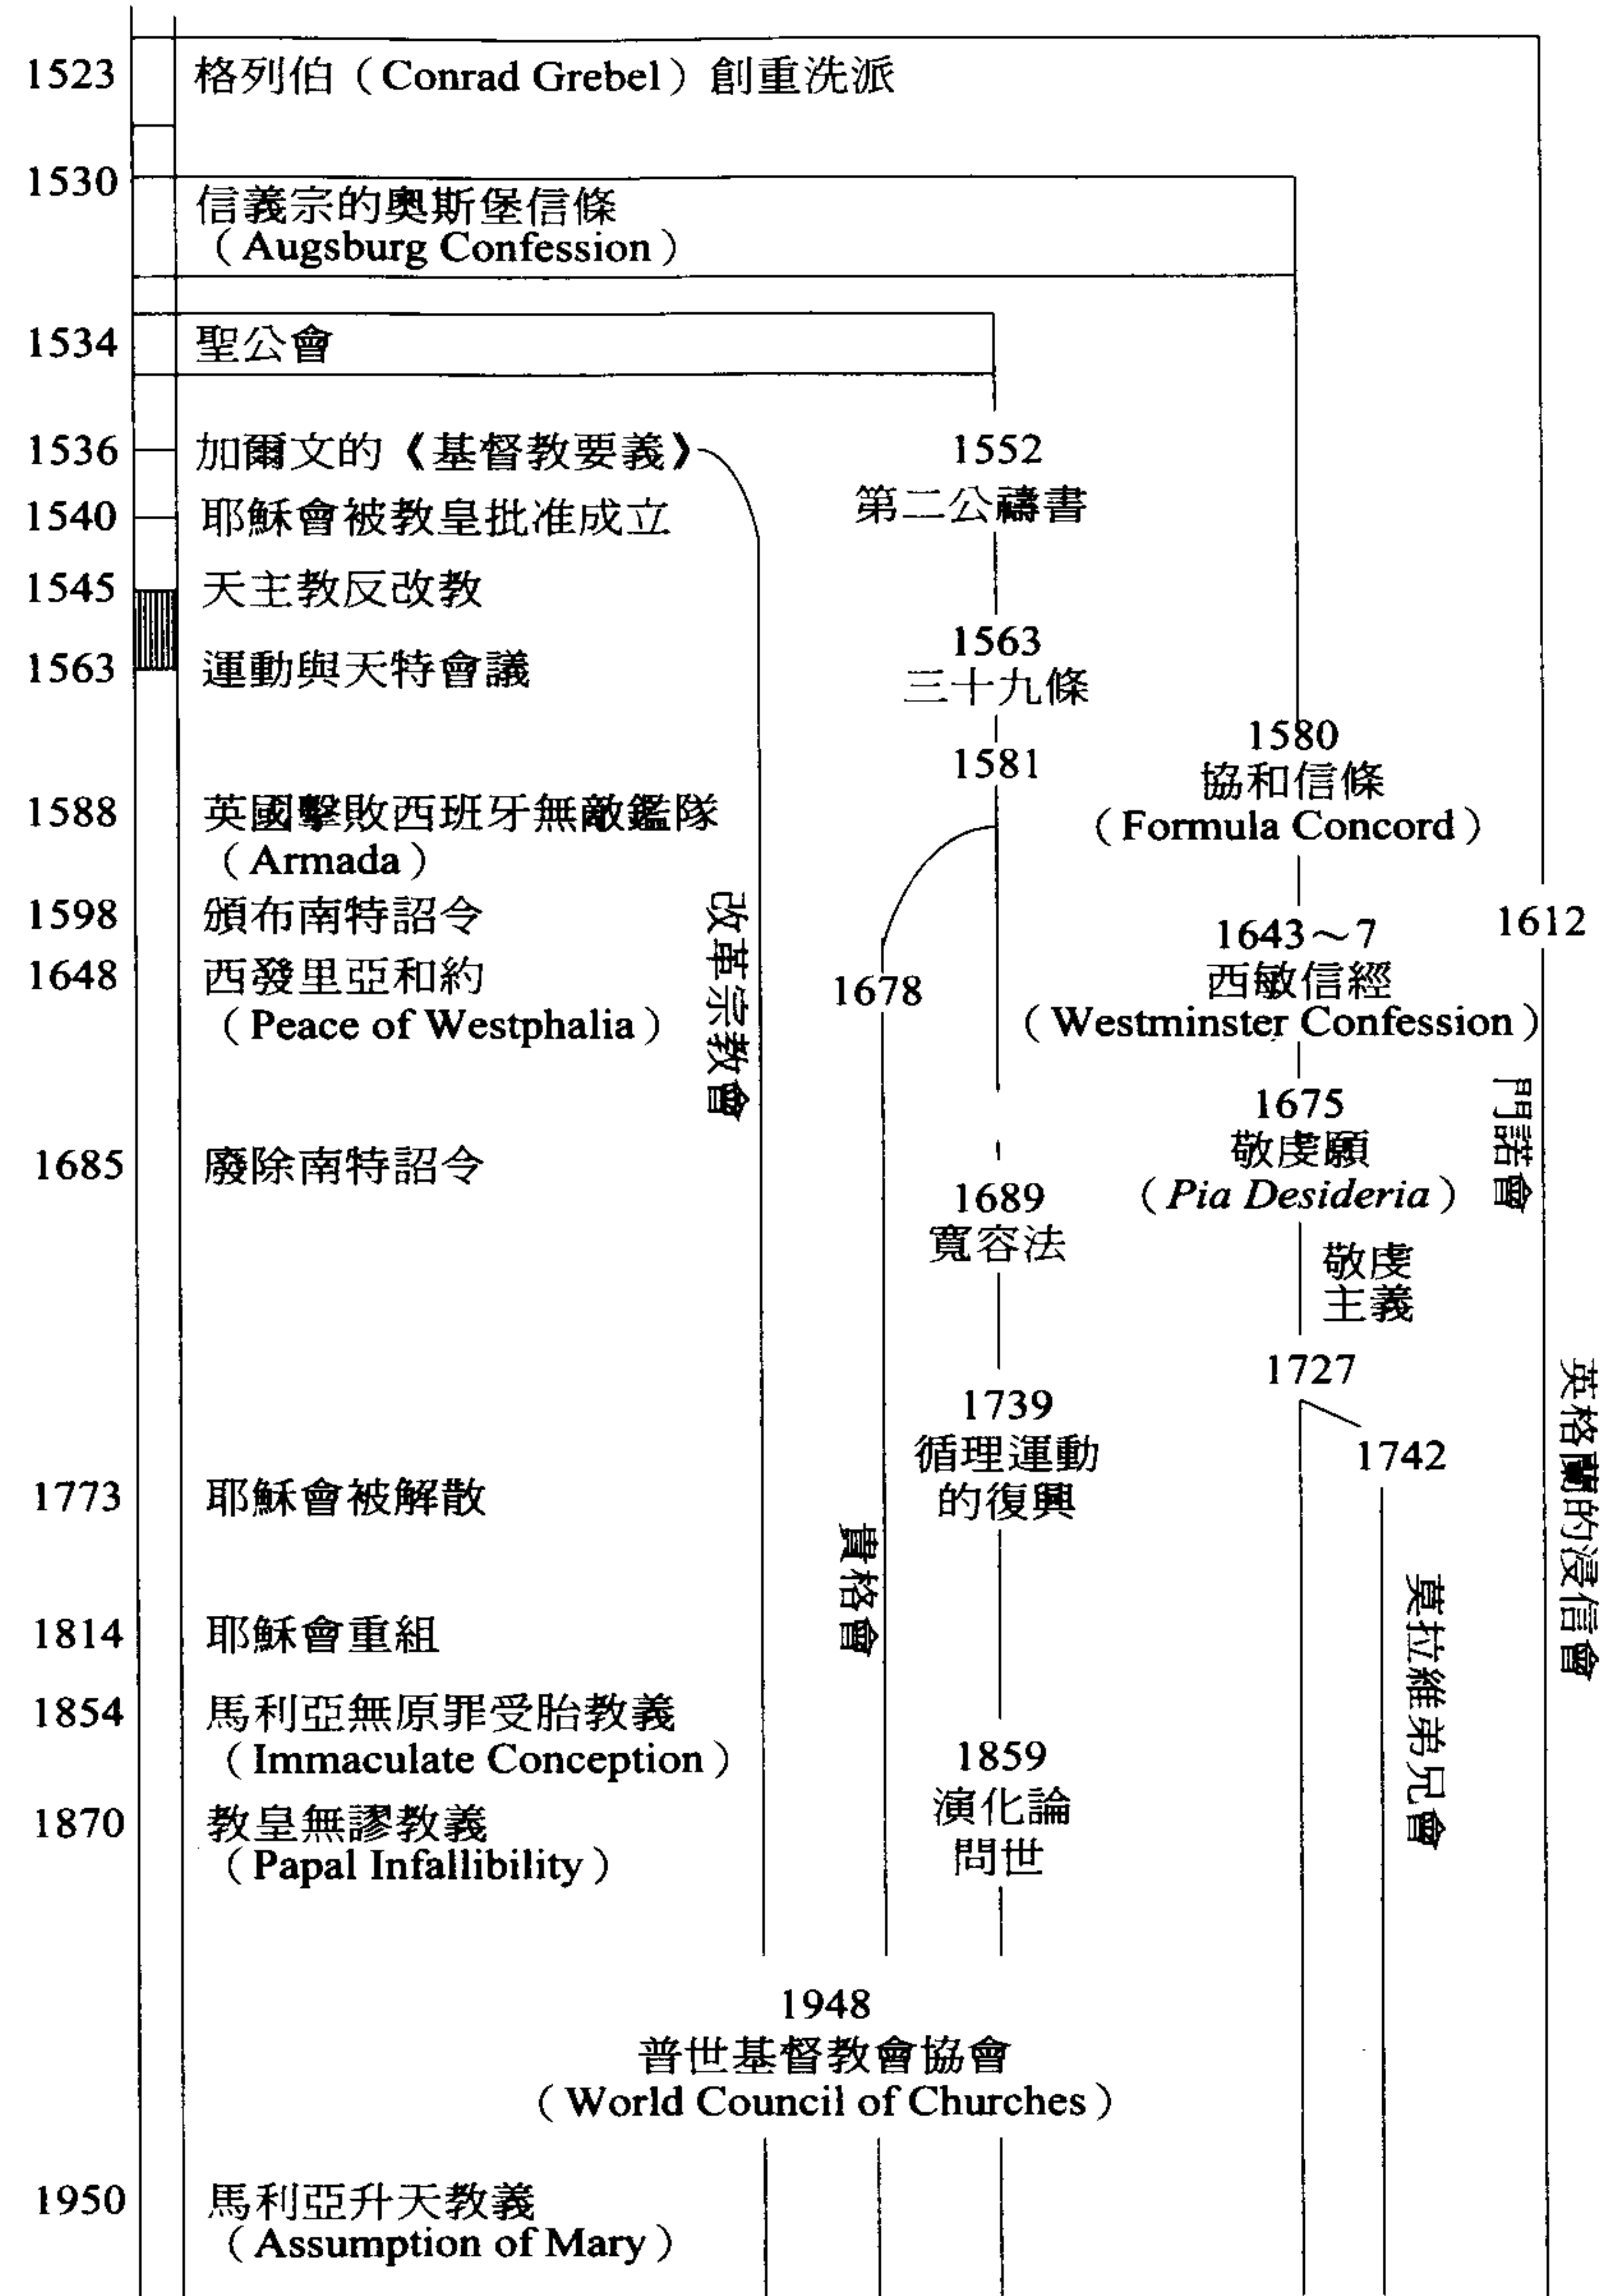 1523 格列伯（Conrad Grebel）創重洗派
1530 信義宗的奧斯堡信條
（Augsburg Confession）
1534 聖公會
1536 加爾文的《基督教要義》
1540 耶穌會被教皇批准成立
1545 天主教反改教
1563 運動與天特會議
1588 英國擊敗西班牙無敵鑑隊
（Armada）
1598 頒布南特詔令
1648 西發里亞和約
（Peace of Westphalia）
1685 廢除南特詔令
1773 耶穌會被解散
1814 耶穌會重組
1854 馬利亞無原罪受胎教義
（Immaculate Conception）
1870 教皇無謬教義
（Papal Infallibility）
1950 馬利亞升天教義
（Assumption of Mary）
改革宗教會
1678
貴格會
1552
第二公禱書
1563
三十九條
1581
1689
寬容法
1739
循理運動
的復興
1859
演化論
問世
1948
普世基督教會協會
（World Council of Churches）
1580
協和信條
（Formula Concord）
1643～7
西敏信經
（Westminster Confession）
1675
敬虔願
（Pia Desideria）
敬虔
主義
1727
1742
莫拉維弟兄會
1612
門諾會
英格蘭的浸信會